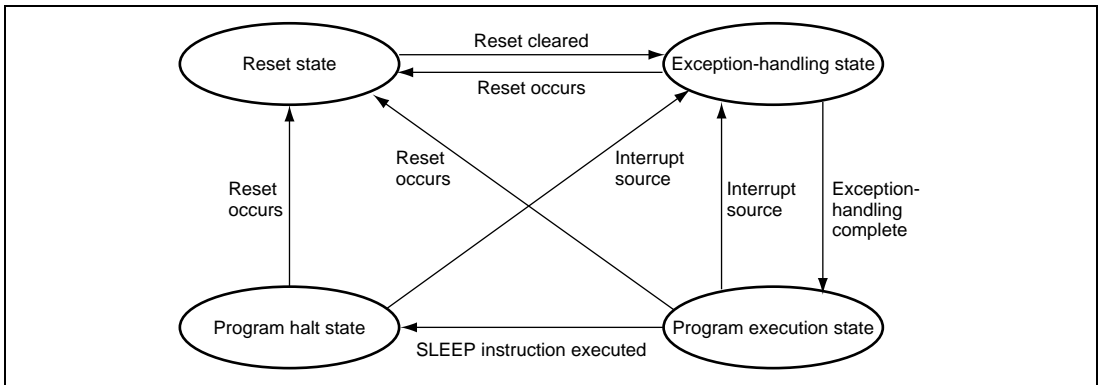 Reset cleared
Reset state
Exception-handling state
Reset occurs
Reset
occurs
Interrupt
source
Reset
occurs
Interrupt
source
Exception-
handling
complete
Program halt state
Program execution state
SLEEP instruction executed